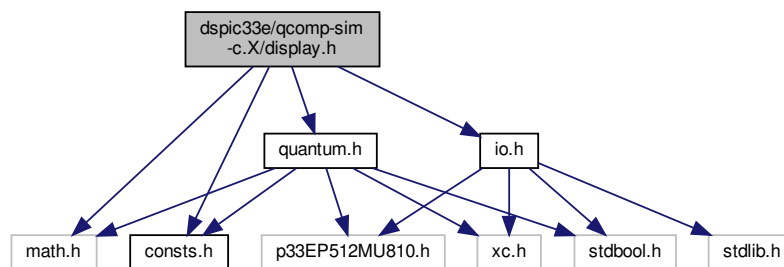 dspic33e/qcomp-sim
-c.X/display.h
quantum.h
io.h
math.h
consts.h
p33EP512MU810.h
xc.h
stdbool.h
stdlib.h